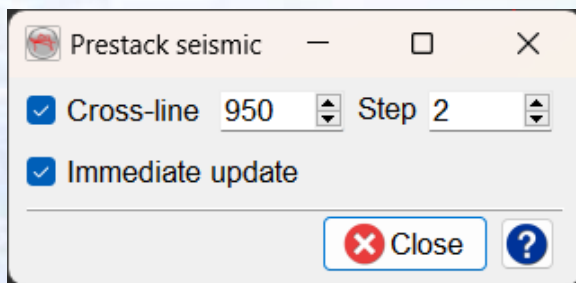 Prestack seismic
Cross-line 950 Step 2
Immediate update
Close ?